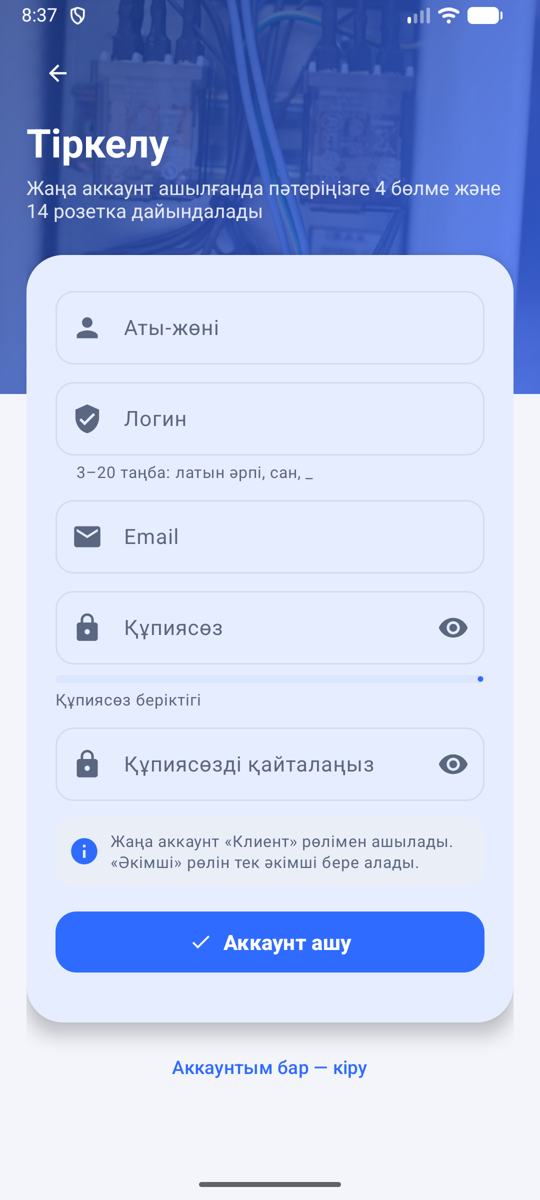 8:37
Тіркелу
Жаңа аккаунт ашылғанда пәтеріңізге 4 бөлме және
14 розетка дайындалады
Аты-жөні
Логин
3–20 таңба: латын әрпі, сан, _
Email
Құпиясөз
Құпиясөз беріктігі
Құпиясөзді қайталаңыз
Жаңа аккаунт «Клиент» рөлімен ашылады.
«Әкімші» рөлін тек әкімші бере алады.
Аккаунт ашу
Аккаунтым бар — кіру